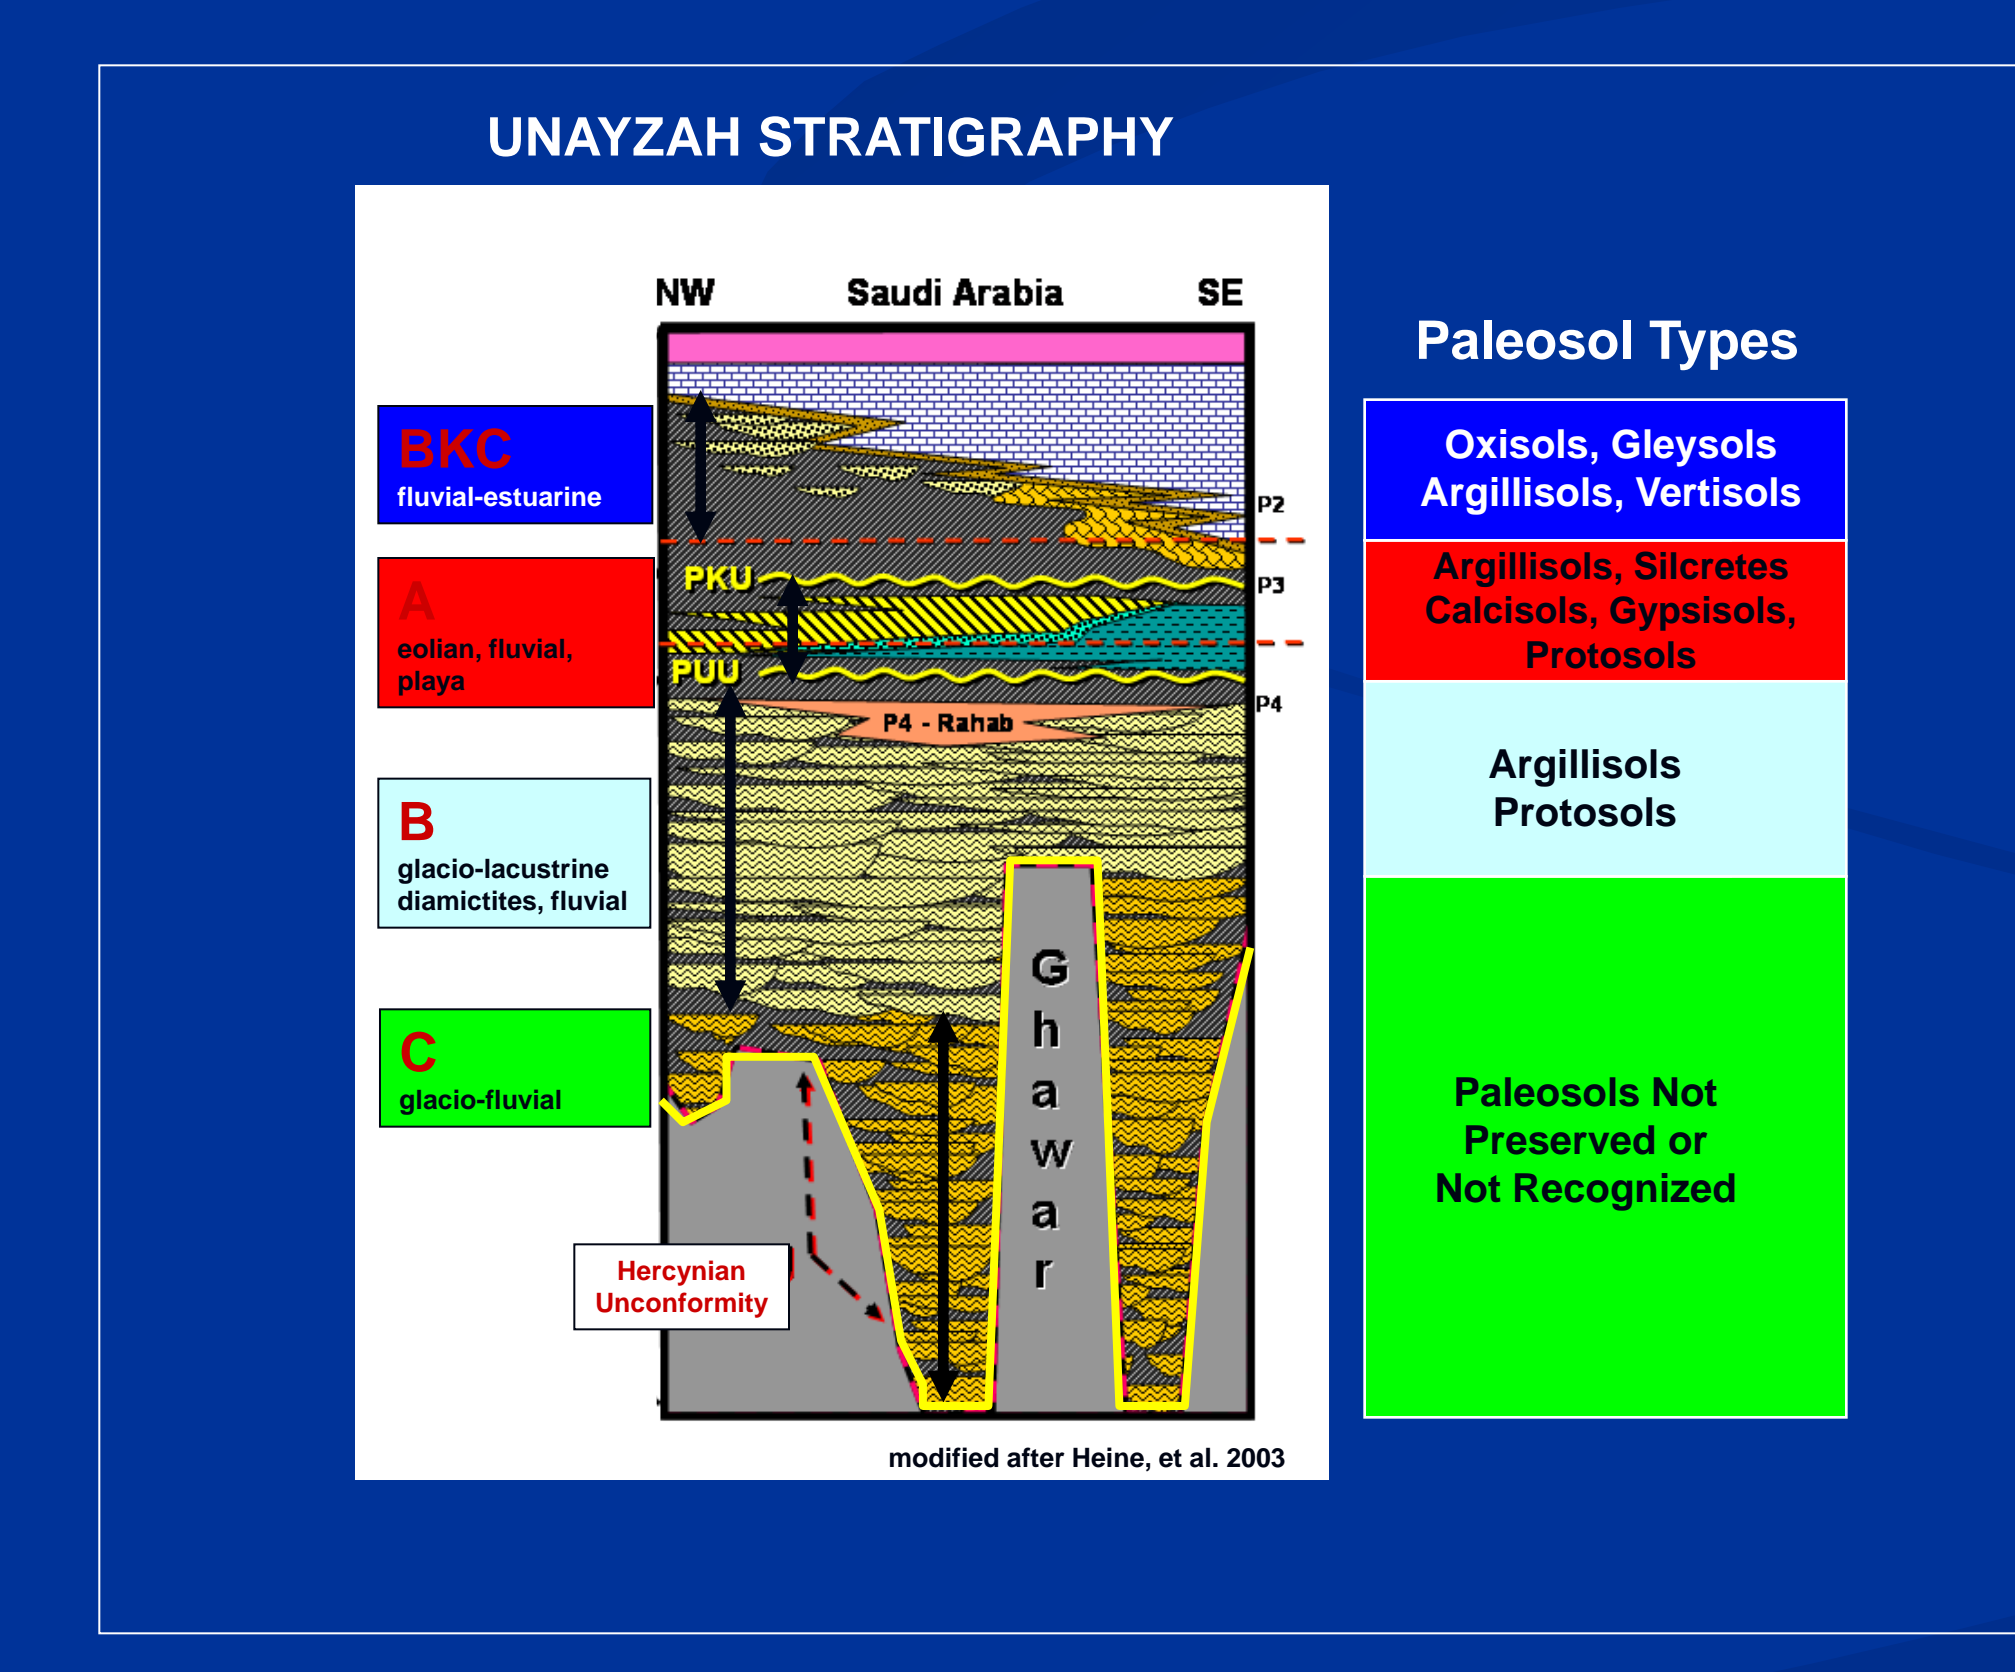 UNAYZAH STRATIGRAPHY
NW Saudi Arabia SE
BKC
fluvial-estuarine
A
eolian, fluvial,
playa
B
glacio-lacustrine
diamictites, fluvial
C
glacio-fluvial
P2
PKU
P3
PUU
P4
P4 - Rahab
G
h
a
w
a
r
Hercynian
Unconformity
modified after Heine, et al. 2003
Paleosol Types
Oxisols, Gleysols
Argillisols, Vertisols
Argillisols, Silcretes
Calcisols, Gypsisols,
Protosols
Argillisols
Protosols
Paleosols Not
Preserved or
Not Recognized